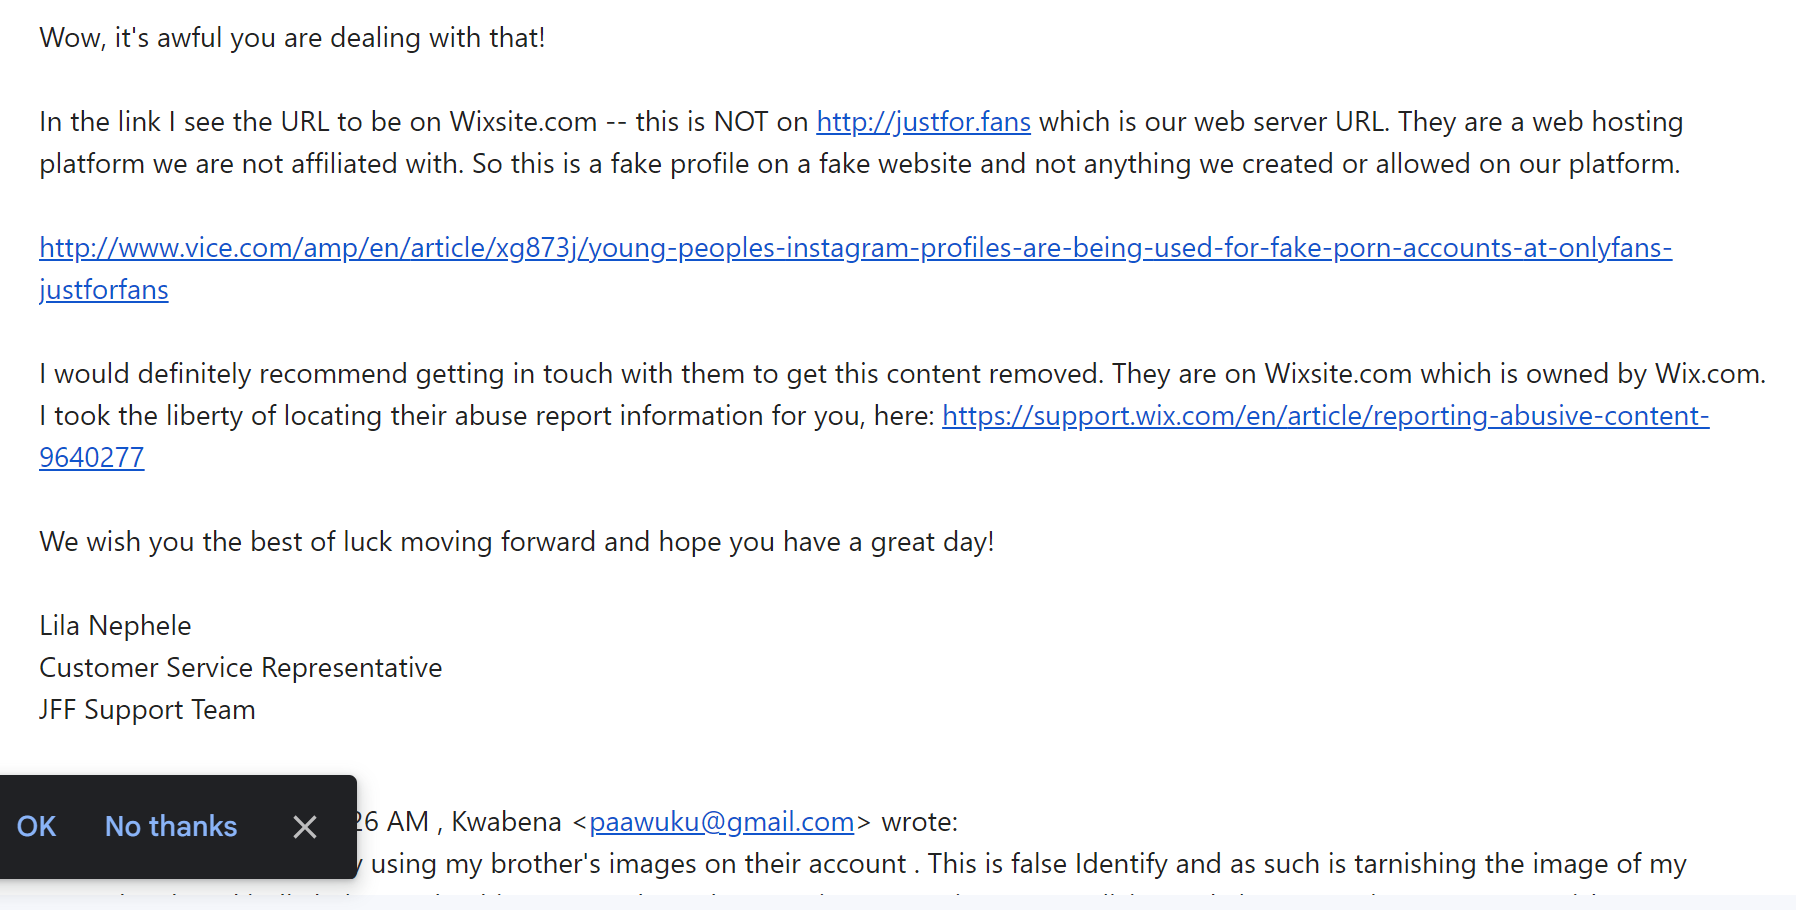 Wow, it's awful you are dealing with that!
In the link I see the URL to be on Wixsite.com -- this is NOT on http://justfor.fans which is our web server URL. They are a web hosting
platform we are not affiliated with. So this is a fake profile on a fake website and not anything we created or allowed on our platform.
http://www.vice.com/amp/en/article/xg873j/young-peoples-instagram-profiles-are-being-used-for-fake-porn-accounts-at-onlyfans-
justforfans
I would definitely recommend getting in touch with them to get this content removed. They are on Wixsite.com which is owned by Wix.com.
I took the liberty of locating their abuse report information for you, here: https://support.wix.com/en/article/reporting-abusive-content-
9640277
We wish you the best of luck moving forward and hope you have a great day!
Lila Nephele
Customer Service Representative
JFF Support Team
26 AM , Kwabena <paawuku@gmail.com> wrote:
OK No thanks
using my brother's images on their account . This is false Identify and as such is tarnishing the image of my